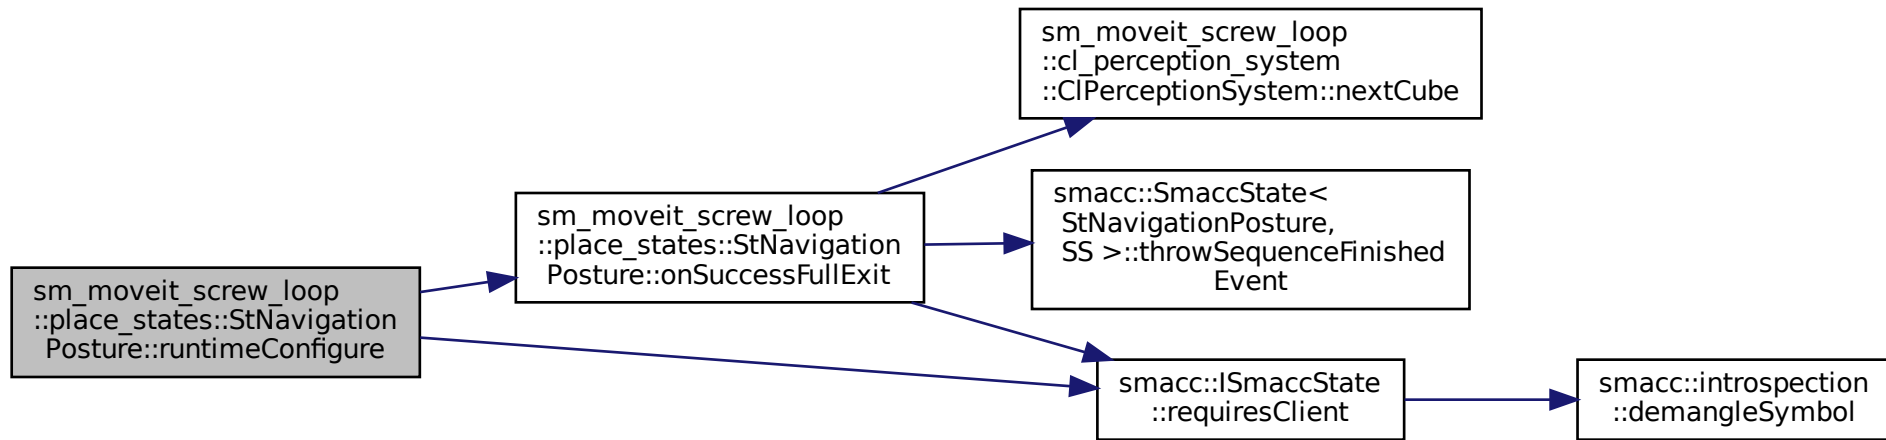 sm_moveit_screw_loop
::place_states::StNavigation
Posture::runtimeConfigure
sm_moveit_screw_loop
::place_states::StNavigation
Posture::onSuccessFullExit
sm_moveit_screw_loop
::cl_perception_system
::ClPerceptionSystem::nextCube
smacc::SmaccState<
StNavigationPosture,
SS >::throwSequenceFinished
Event
smacc::ISmaccState
::requiresClient
smacc::introspection
::demangleSymbol